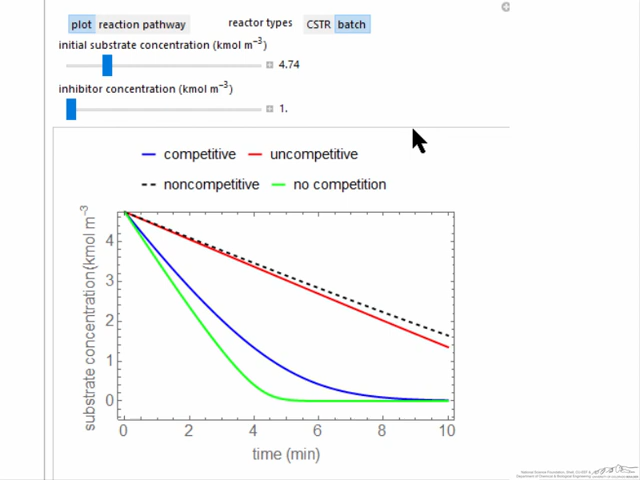 plot reaction pathway reactor types CSTR batch
initial substrate concentration (kmol m⁻³)
4.74
inhibitor concentration (kmol m⁻³)
1.
competitive uncompetitive
noncompetitive no competition
substrate concentration(kmol m⁻³)
4
3
2
1
0
0 2 4 6 8 10
time (min)